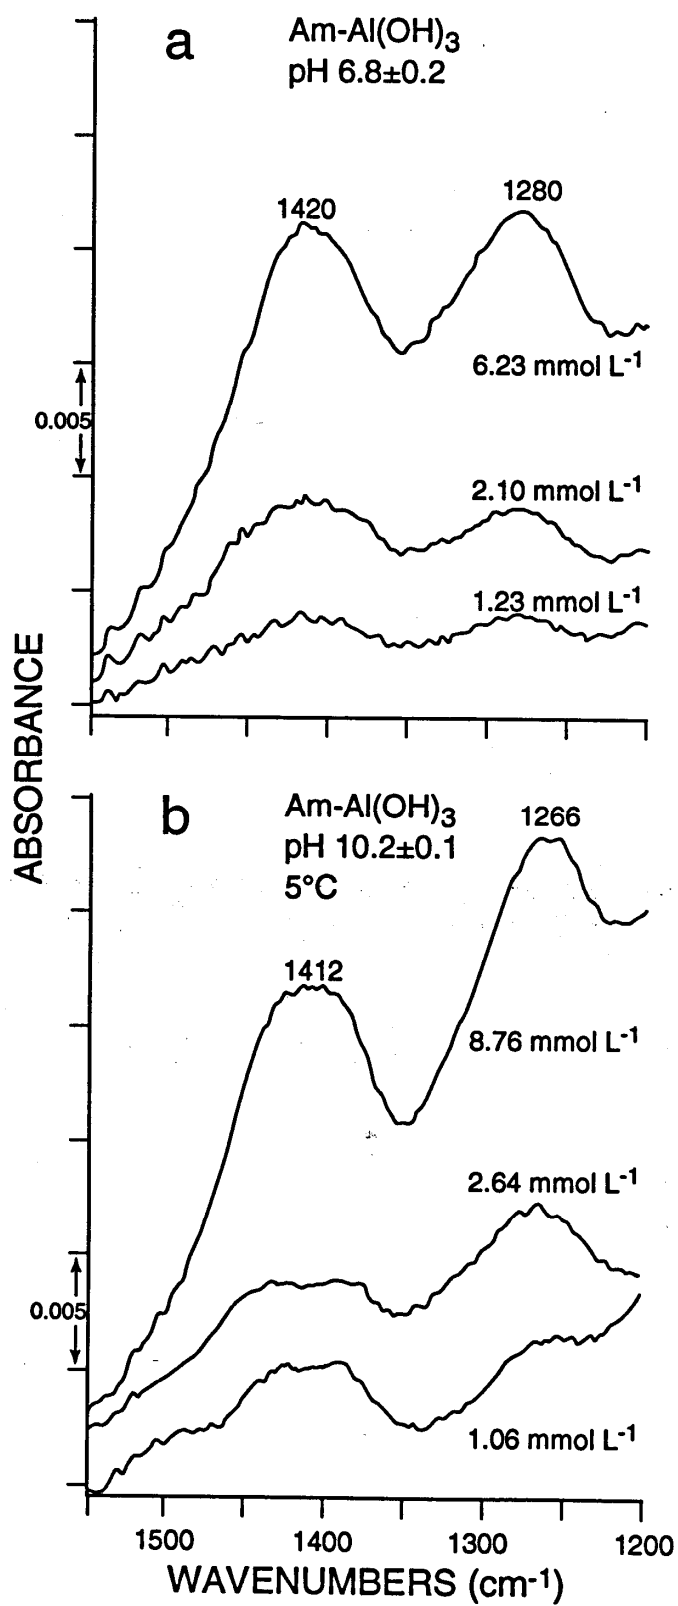 a
Am-Al(OH)3
pH 6.8±0.2
1420
1280
6.23 mmol L-1
0.005
2.10 mmol L-1
1.23 mmol L-1
ABSORBANCE
b
Am-Al(OH)3
pH 10.2±0.1
5°C
1266
1412
8.76 mmol L-1
2.64 mmol L-1
0.005
1.06 mmol L-1
1500 1400 1300 1200
WAVENUMBERS (cm-1)